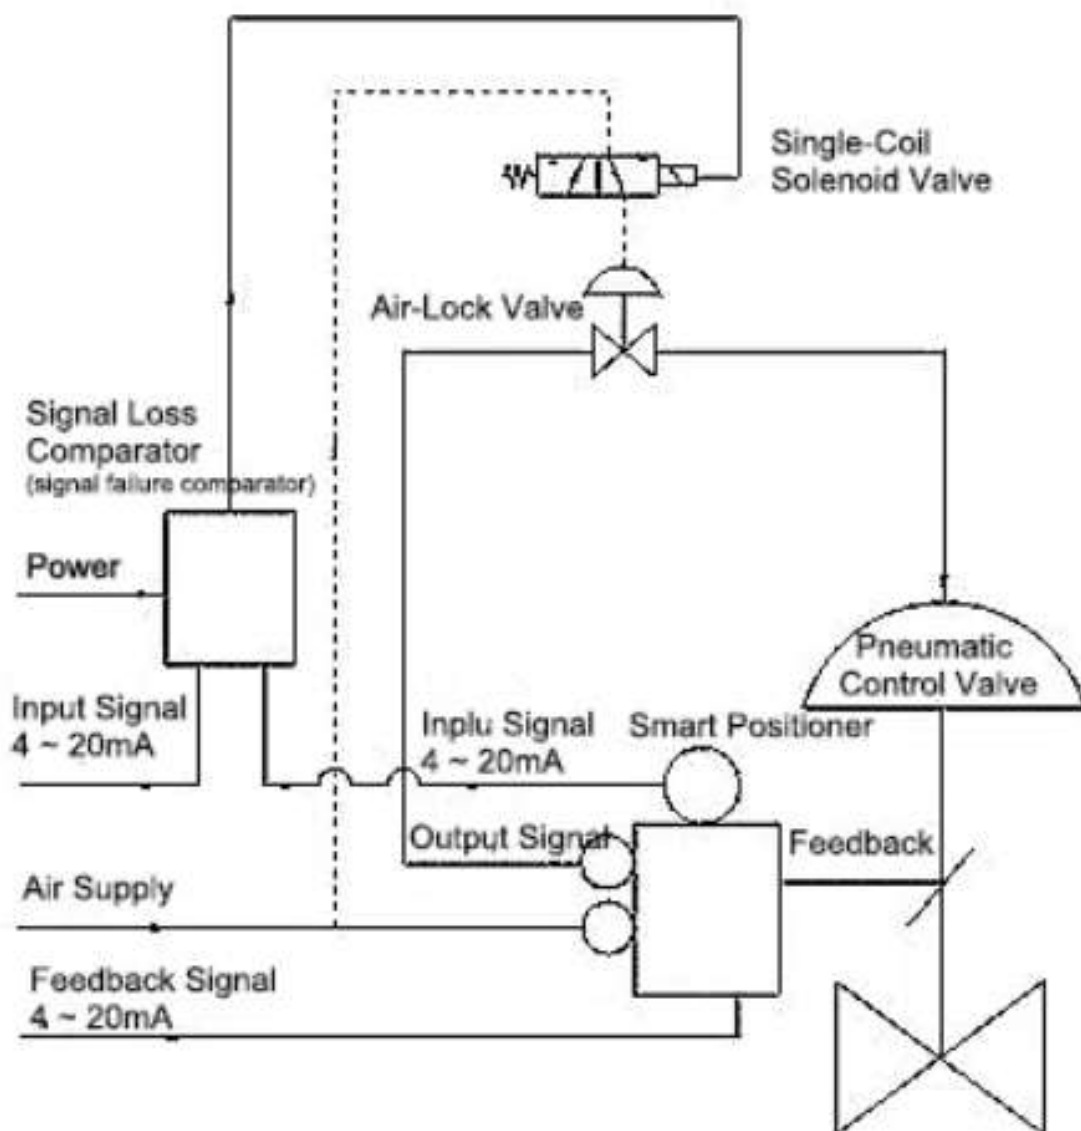 Single-Coil
Solenoid Valve
Air-Lock Valve
Signal Loss
Comparator
(signal failure comparator)
Power
Pneumatic
Control Valve
Input Signal
4 ~ 20mA
Inplu Signal
4 ~ 20mA
Smart Positioner
Output Signal
Feedback
Air Supply
Feedback Signal
4 ~ 20mA